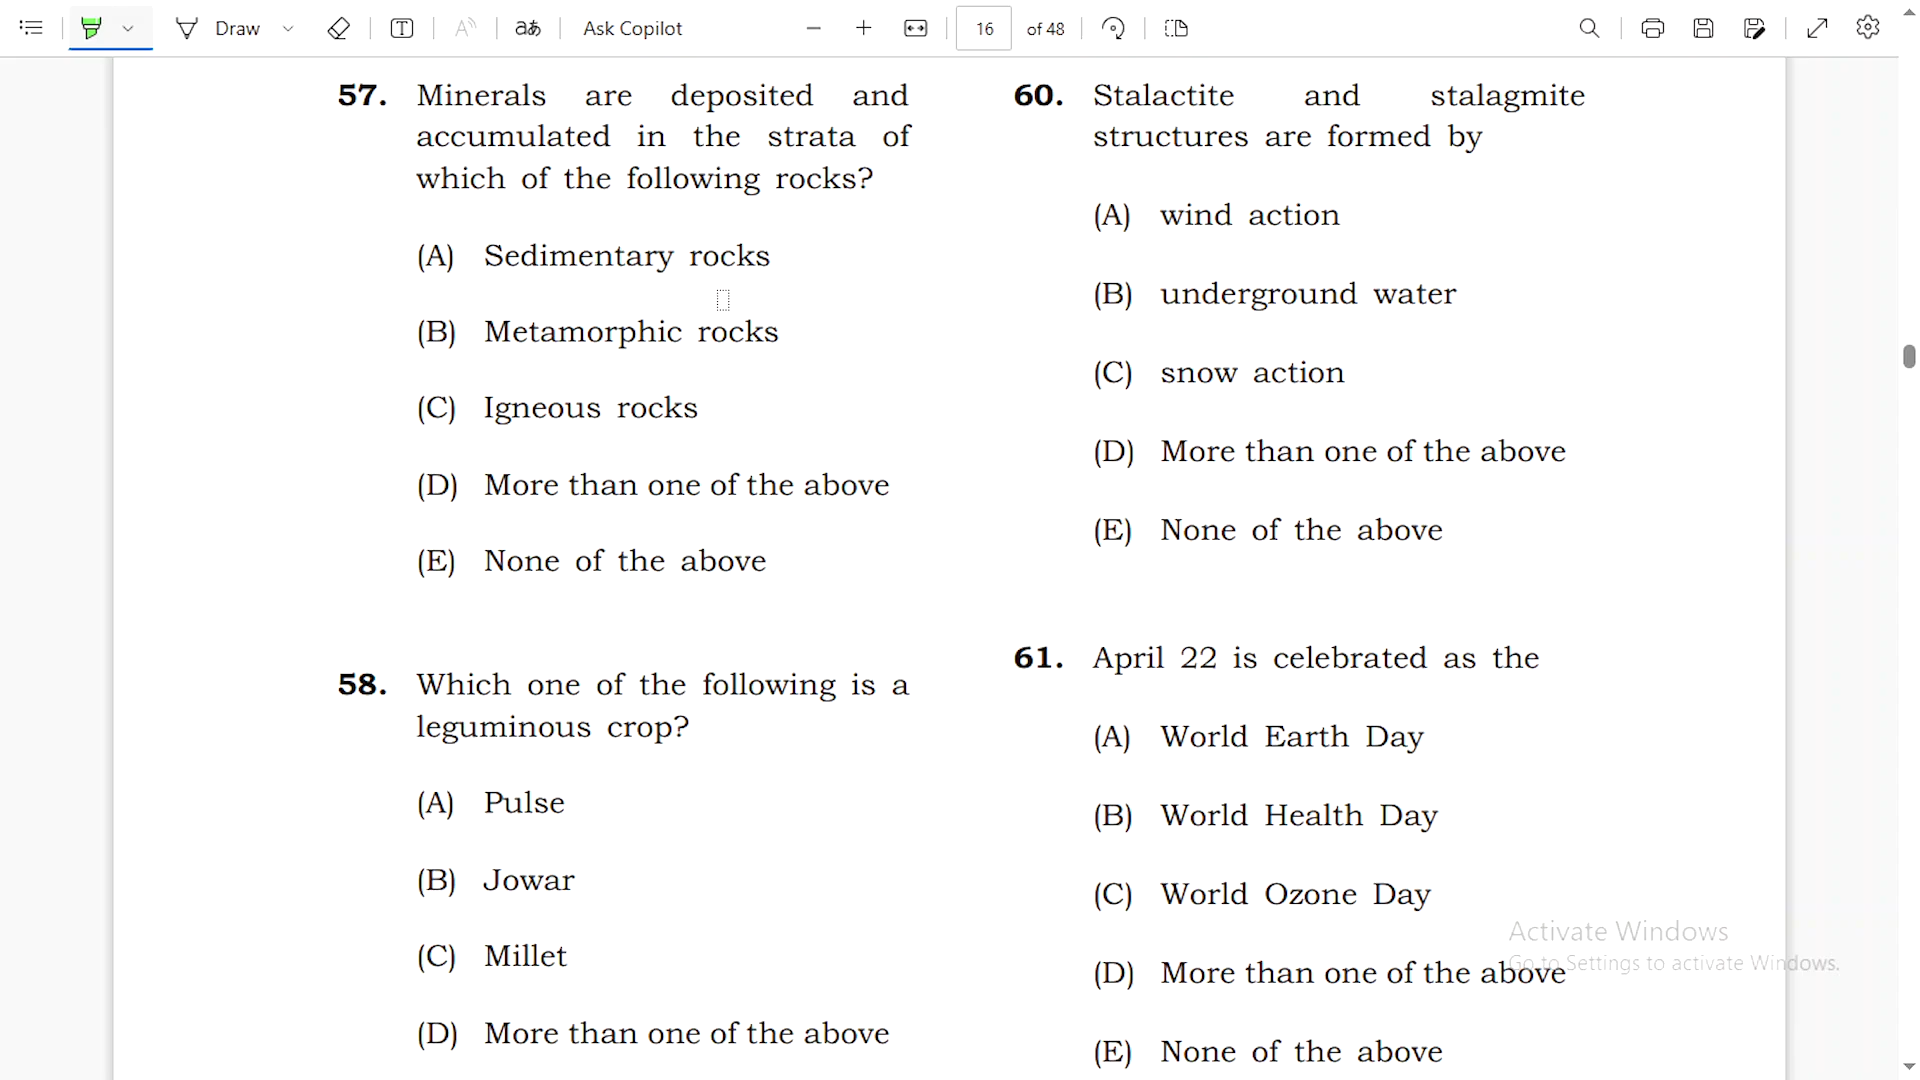 Draw
Ask Copilot
16 of 48
57. Minerals are deposited and
accumulated in the strata of
which of the following rocks?
(A) Sedimentary rocks
(B) Metamorphic rocks
(C) Igneous rocks
(D) More than one of the above
(E) None of the above
58. Which one of the following is a
leguminous crop?
(A) Pulse
(B) Jowar
(C) Millet
(D) More than one of the above
60. Stalactite and stalagmite
structures are formed by
(A) wind action
(B) underground water
(C) snow action
(D) More than one of the above
(E) None of the above
61. April 22 is celebrated as the
(A) World Earth Day
(B) World Health Day
(C) World Ozone Day
(D) More than one of the above
(E) None of the above
Activate Windows
Go to Settings to activate Windows.